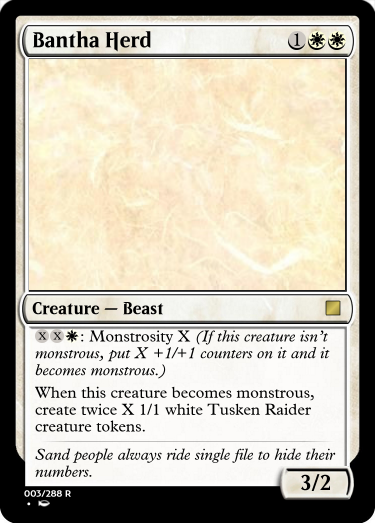 Bantha Herd 1
Creature — Beast
X X : Monstrosity X (If this creature isn't
monstrous, put X +1/+1 counters on it and it
becomes monstrous.)
When this creature becomes monstrous,
create twice X 1/1 white Tusken Raider
creature tokens.
Sand people always ride single file to hide their
numbers.
3/2
003/288 R